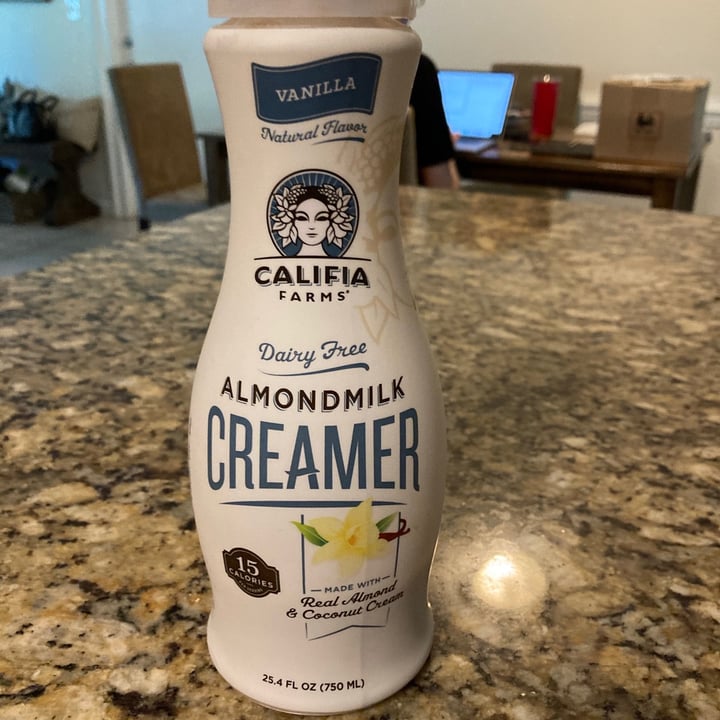 VANILLA
Natural Flavor
CALIFIA
FARMS
Dairy Free
ALMONDMILK
CREAMER
15
CALORIES
MADE WITH
Real Almond
& Coconut Cream
25.4 FL OZ (750 ML)